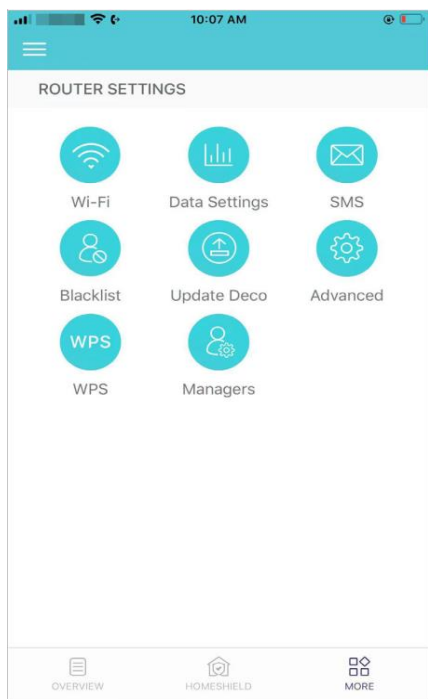 10:07 AM
ROUTER SETTINGS
Wi-Fi Data Settings SMS
Blacklist Update Deco Advanced
WPS
WPS Managers
OVERVIEW HOMESHIELD MORE